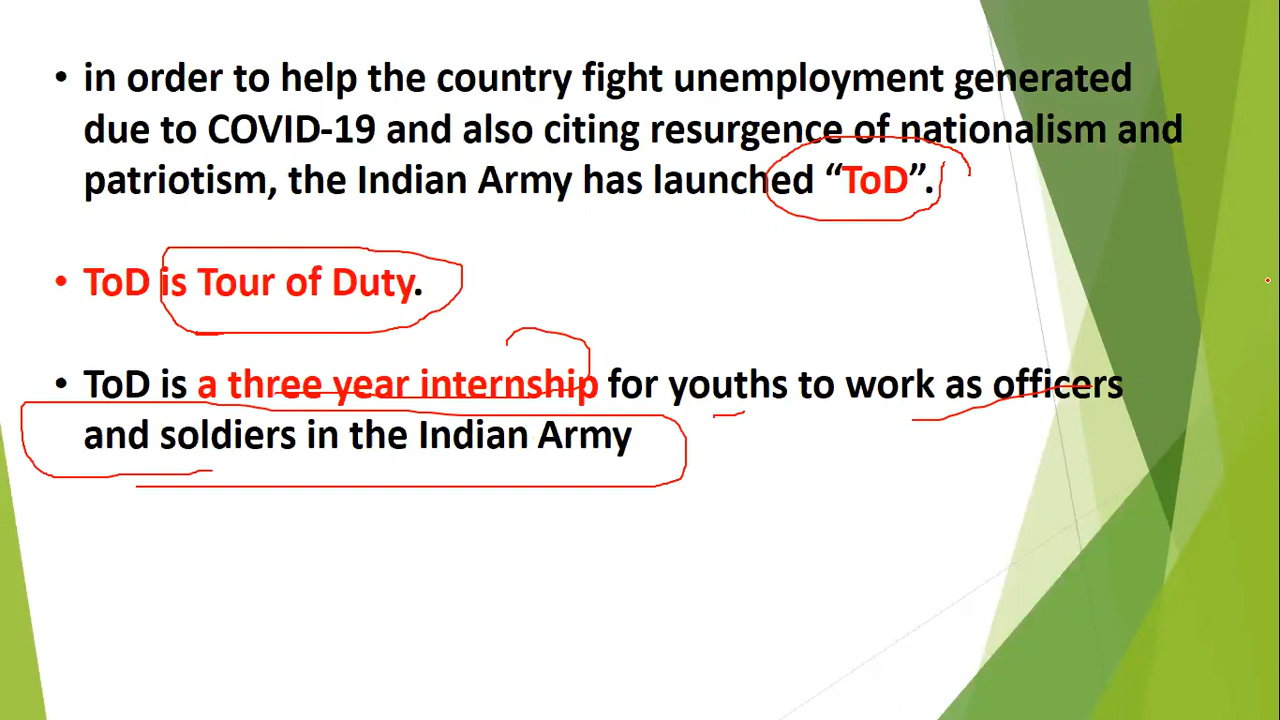 • in order to help the country fight unemployment generated
due to COVID-19 and also citing resurgence of nationalism and
patriotism, the Indian Army has launched “ToD”.
• ToD is Tour of Duty.
• ToD is a three year internship for youths to work as officers
and soldiers in the Indian Army